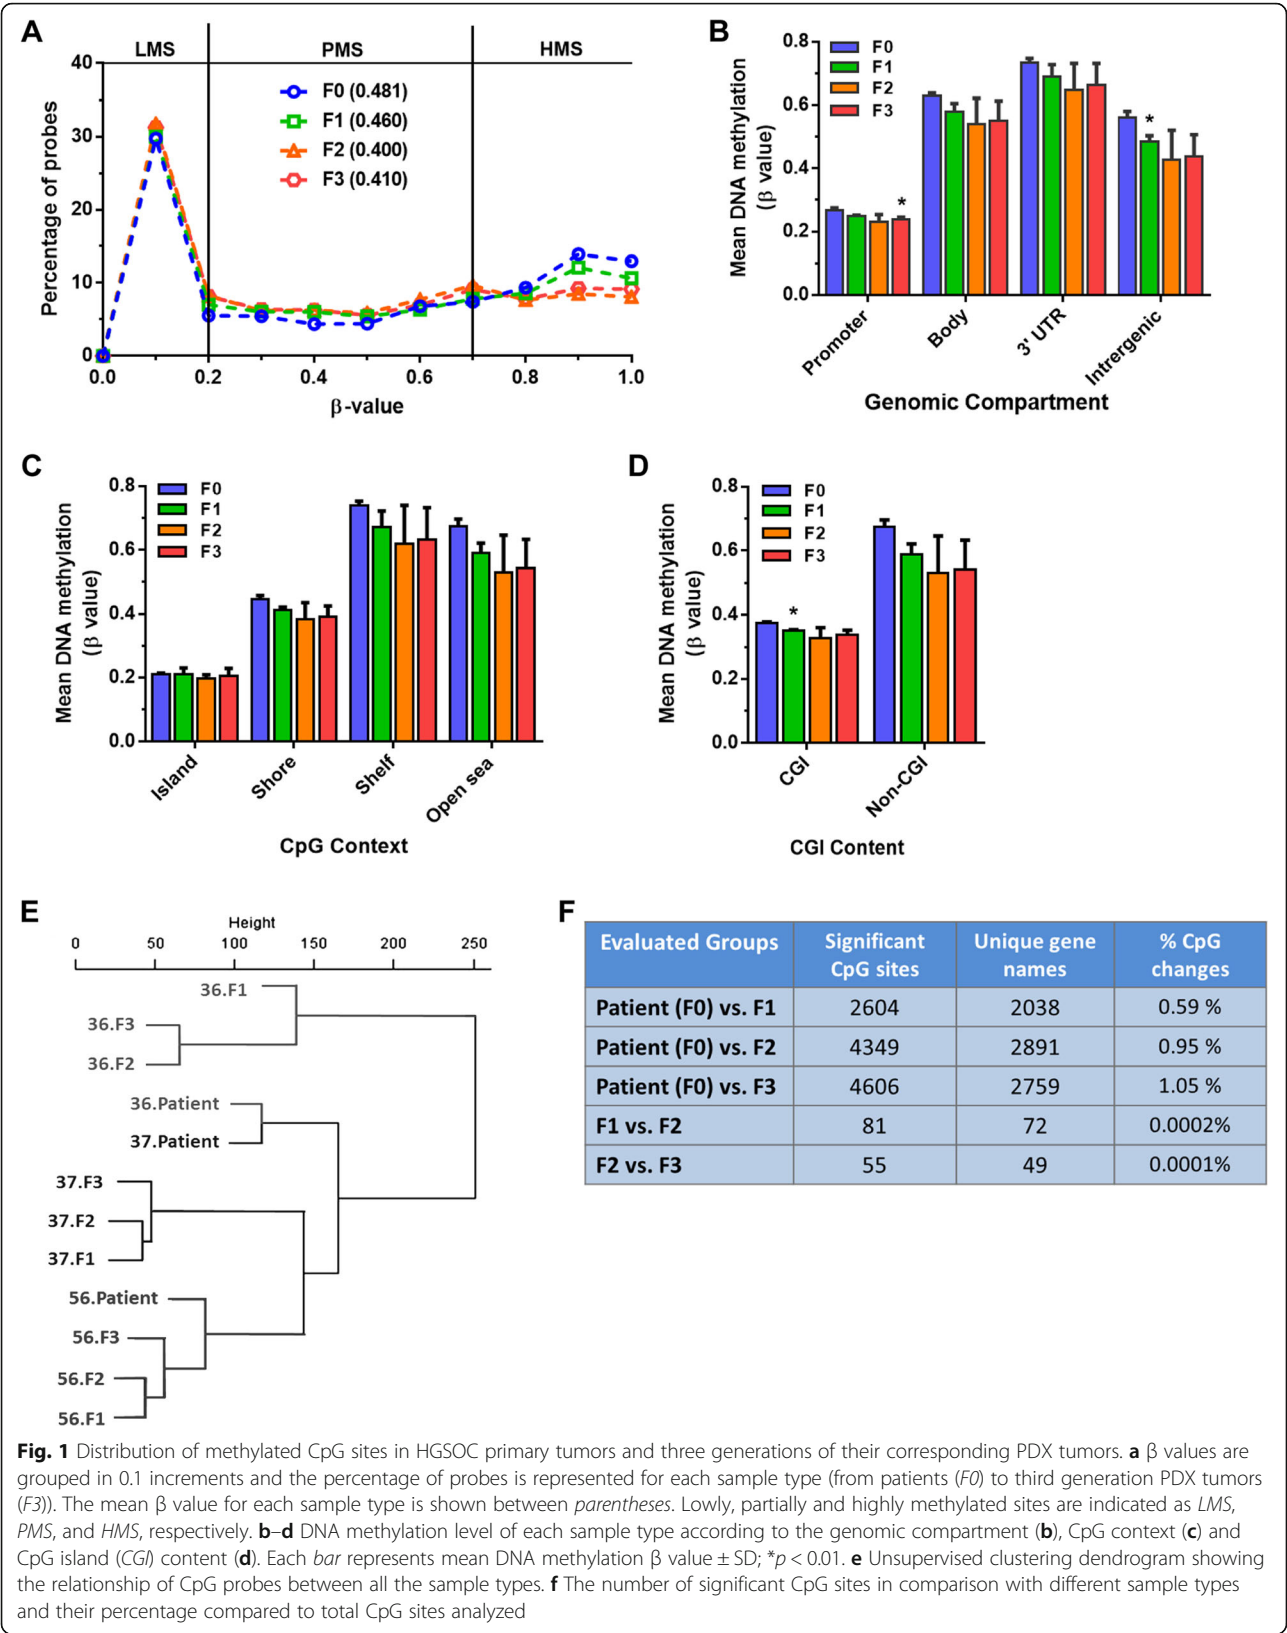 A
LMS
PMS
HMS
40
30
20
10
0
Percentage of probes
F0 (0.481)
F1 (0.460)
F2 (0.400)
F3 (0.410)
0.0 0.2 0.4 0.6 0.8 1.0
β-value
B
0.8
0.6
0.4
0.2
0.0
Mean DNA methylation
(β value)
F0
F1
F2
F3
*
*
Promoter
Body
3' UTR
Intrergenic
Genomic Compartment
C
0.8
0.6
0.4
0.2
0.0
Mean DNA methylation
(β value)
F0
F1
F2
F3
Island
Shore
Shelf
Open sea
CpG Context
D
0.8
0.6
0.4
0.2
0.0
Mean DNA methylation
(β value)
F0
F1
F2
F3
*
CGI
Non-CGI
CGI Content
E
Height
0 50 100 150 200 250
36.F1
36.F3
36.F2
36.Patient
37.Patient
37.F3
37.F2
37.F1
56.Patient
56.F3
56.F2
56.F1
F
Evaluated Groups Significant CpG sites Unique gene names % CpG changes
Patient (F0) vs. F1 2604 2038 0.59 %
Patient (F0) vs. F2 4349 2891 0.95 %
Patient (F0) vs. F3 4606 2759 1.05 %
F1 vs. F2 81 72 0.0002%
F2 vs. F3 55 49 0.0001%
Fig. 1 Distribution of methylated CpG sites in HGSOC primary tumors and three generations of their corresponding PDX tumors. a β values are
grouped in 0.1 increments and the percentage of probes is represented for each sample type (from patients (F0) to third generation PDX tumors
(F3)). The mean β value for each sample type is shown between parentheses. Lowly, partially and highly methylated sites are indicated as LMS,
PMS, and HMS, respectively. b–d DNA methylation level of each sample type according to the genomic compartment (b), CpG context (c) and
CpG island (CGI) content (d). Each bar represents mean DNA methylation β value ± SD; *p < 0.01. e Unsupervised clustering dendrogram showing
the relationship of CpG probes between all the sample types. f The number of significant CpG sites in comparison with different sample types
and their percentage compared to total CpG sites analyzed